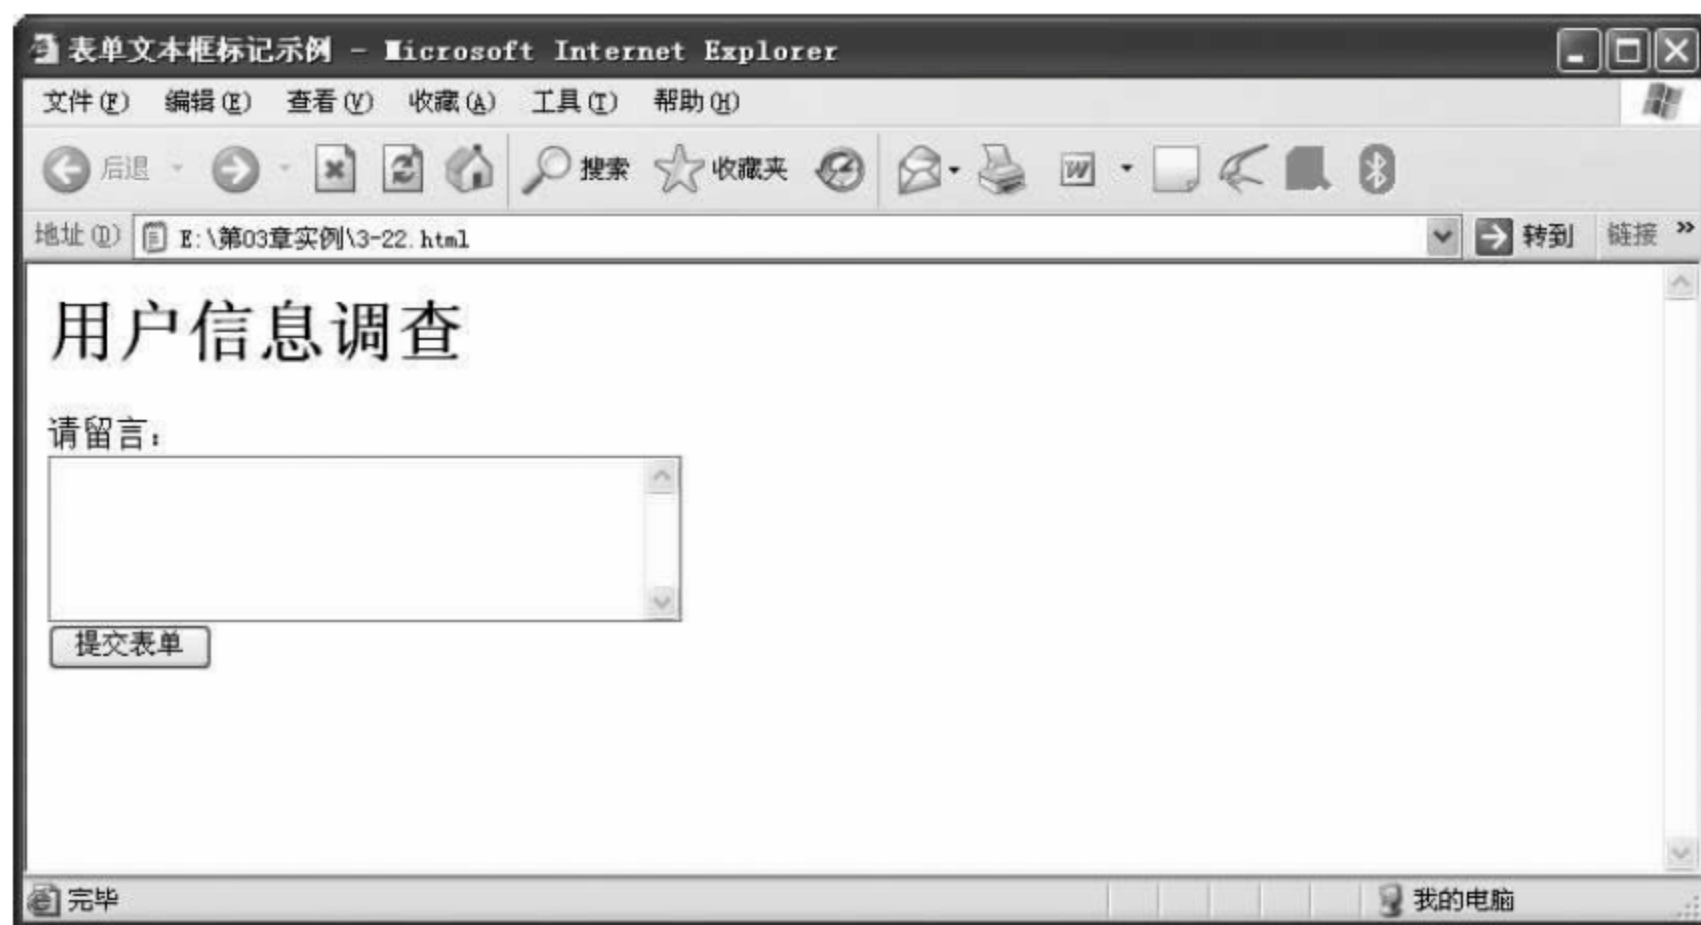 表单文本框标记示例 - Microsoft Internet Explorer
文件(F) 编辑(E) 查看(V) 收藏(A) 工具(T) 帮助(H)
后退 搜索 收藏夹 W
地址(D) E:\第03章实例\3-22.html 转到 链接 »
用户信息调查
请留言：
提交表单
完毕 我的电脑